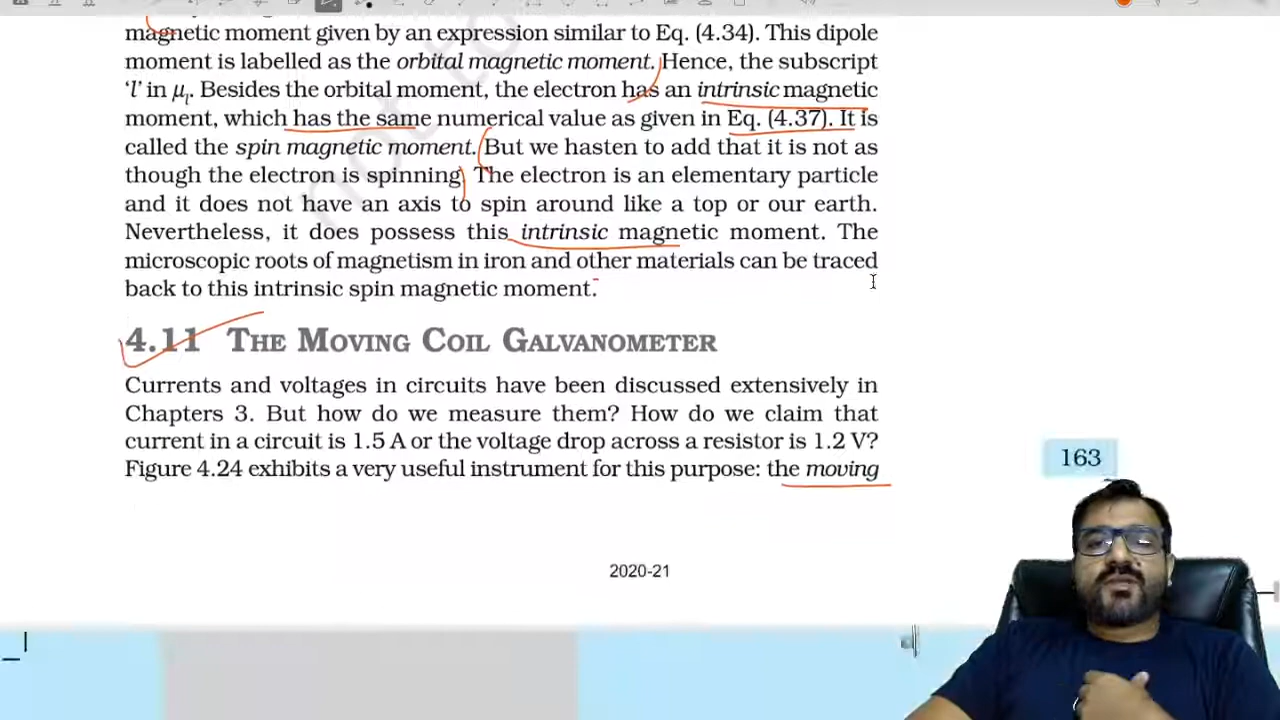 magnetic moment given by an expression similar to Eq. (4.34). This dipole
moment is labelled as the orbital magnetic moment. Hence, the subscript
‘l’ in μl. Besides the orbital moment, the electron has an intrinsic magnetic
moment, which has the same numerical value as given in Eq. (4.37). It is
called the spin magnetic moment. But we hasten to add that it is not as
though the electron is spinning. The electron is an elementary particle
and it does not have an axis to spin around like a top or our earth.
Nevertheless, it does possess this intrinsic magnetic moment. The
microscopic roots of magnetism in iron and other materials can be traced
back to this intrinsic spin magnetic moment.
4.11 THE MOVING COIL GALVANOMETER
Currents and voltages in circuits have been discussed extensively in
Chapters 3. But how do we measure them? How do we claim that
current in a circuit is 1.5 A or the voltage drop across a resistor is 1.2 V?
Figure 4.24 exhibits a very useful instrument for this purpose: the moving
163
2020-21